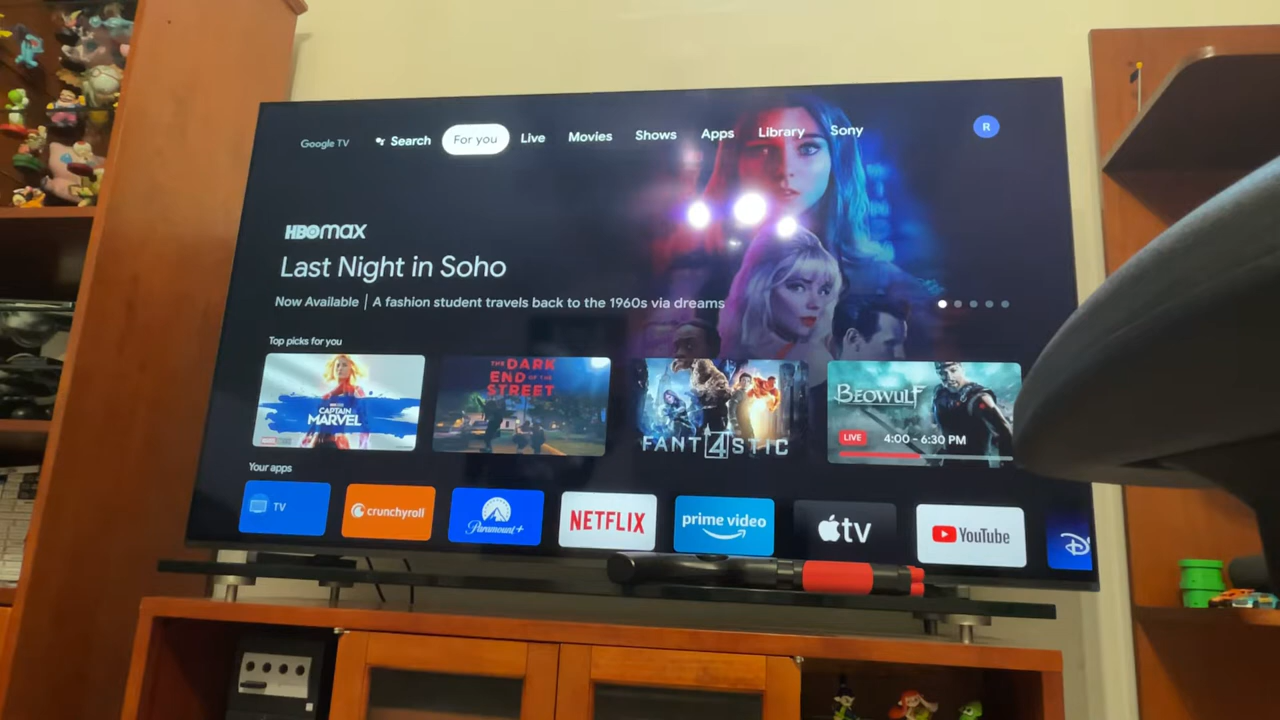 Google TV Search For you Live Movies Shows Apps Library Sony R
HBOmax
Last Night in Soho
Now Available | A fashion student travels back to the 1960s via dreams
Top picks for you
CAPTAIN
MARVEL
THE DARK
END OF THE
STREET
FANT4STIC
BEOWULF
LIVE 4:00 - 6:30 PM
Your apps
TV crunchyroll Paramount+ NETFLIX prime video tv YouTube D